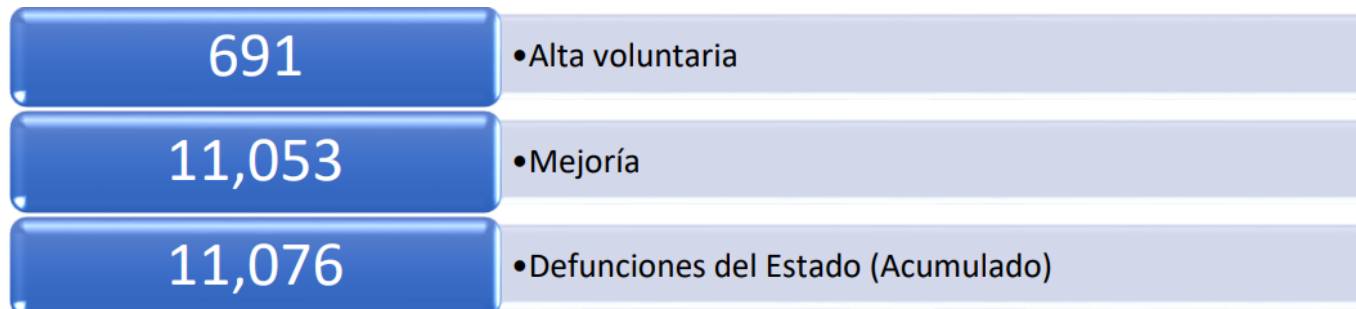 691
•Alta voluntaria
11,053
•Mejoría
11,076
•Defunciones del Estado (Acumulado)